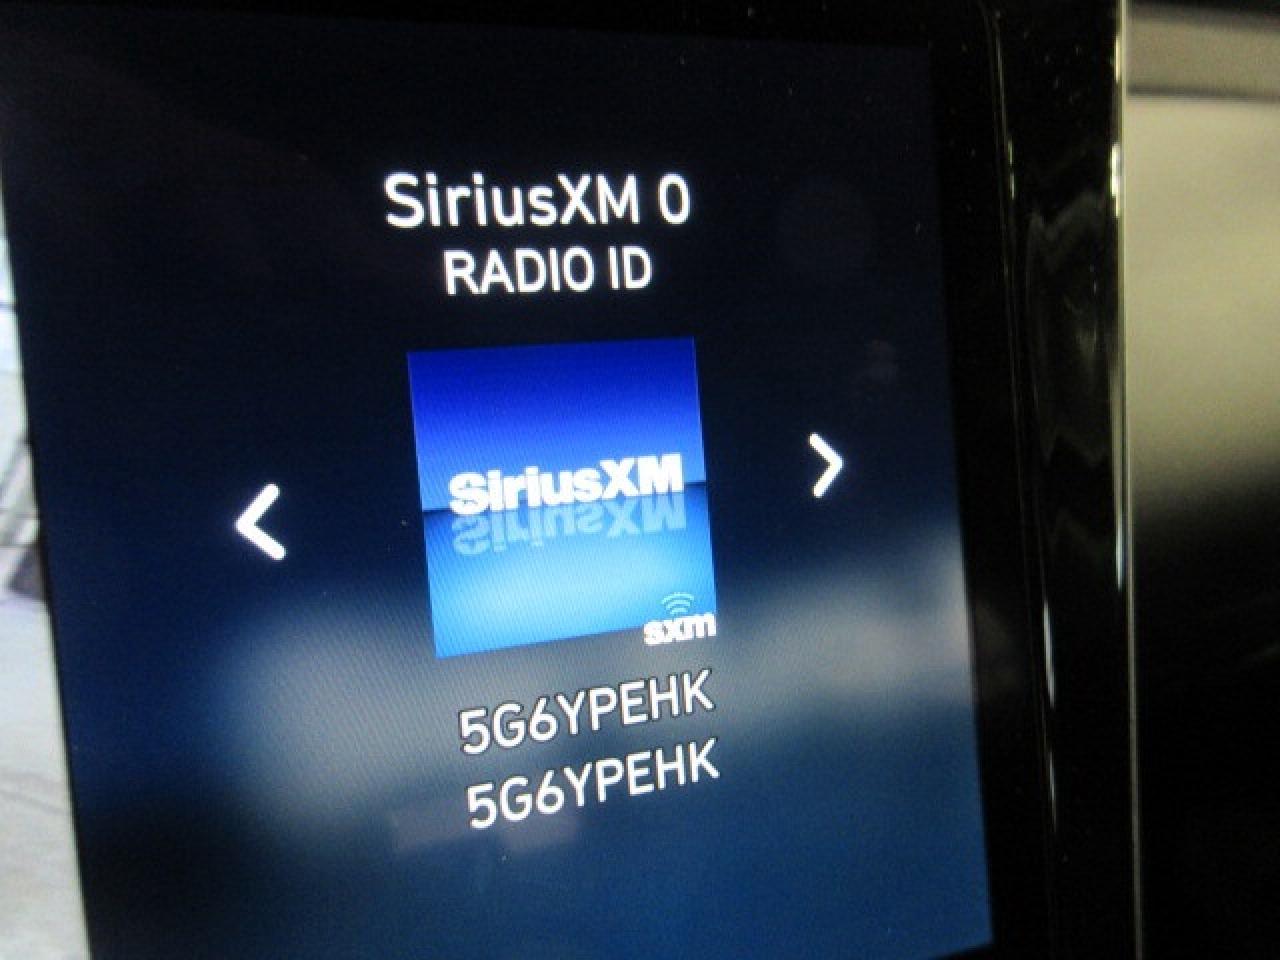 SiriusXM 0
RADIO ID
SiriusXM
sxm
5G6YPEHK
5G6YPEHK